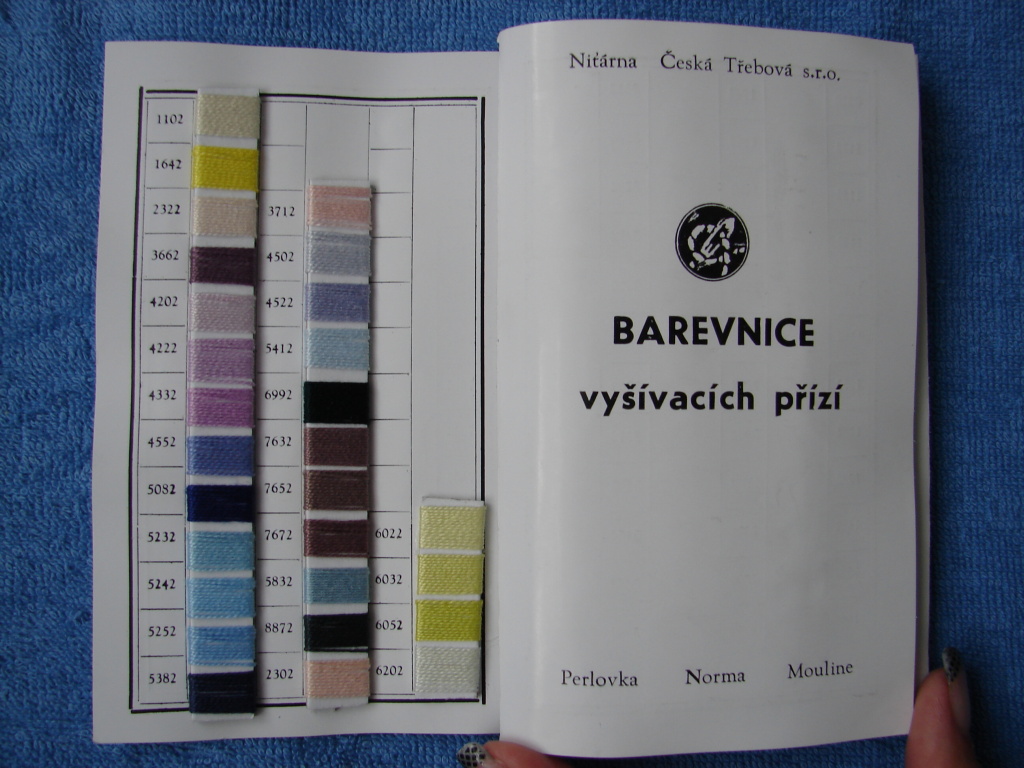 1102
1642
2322 3712
3662 4502
4202 4522
4222 5412
4332 6992
4552 7632
5082 7652
5232 7672 6022
5242 5832 6032
5252 8872 6052
5382 2302 6202
Niťárna Česká Třebová s.r.o.
BAREVNICE
vyšívacích přízí
Perlovka Norma Mouline